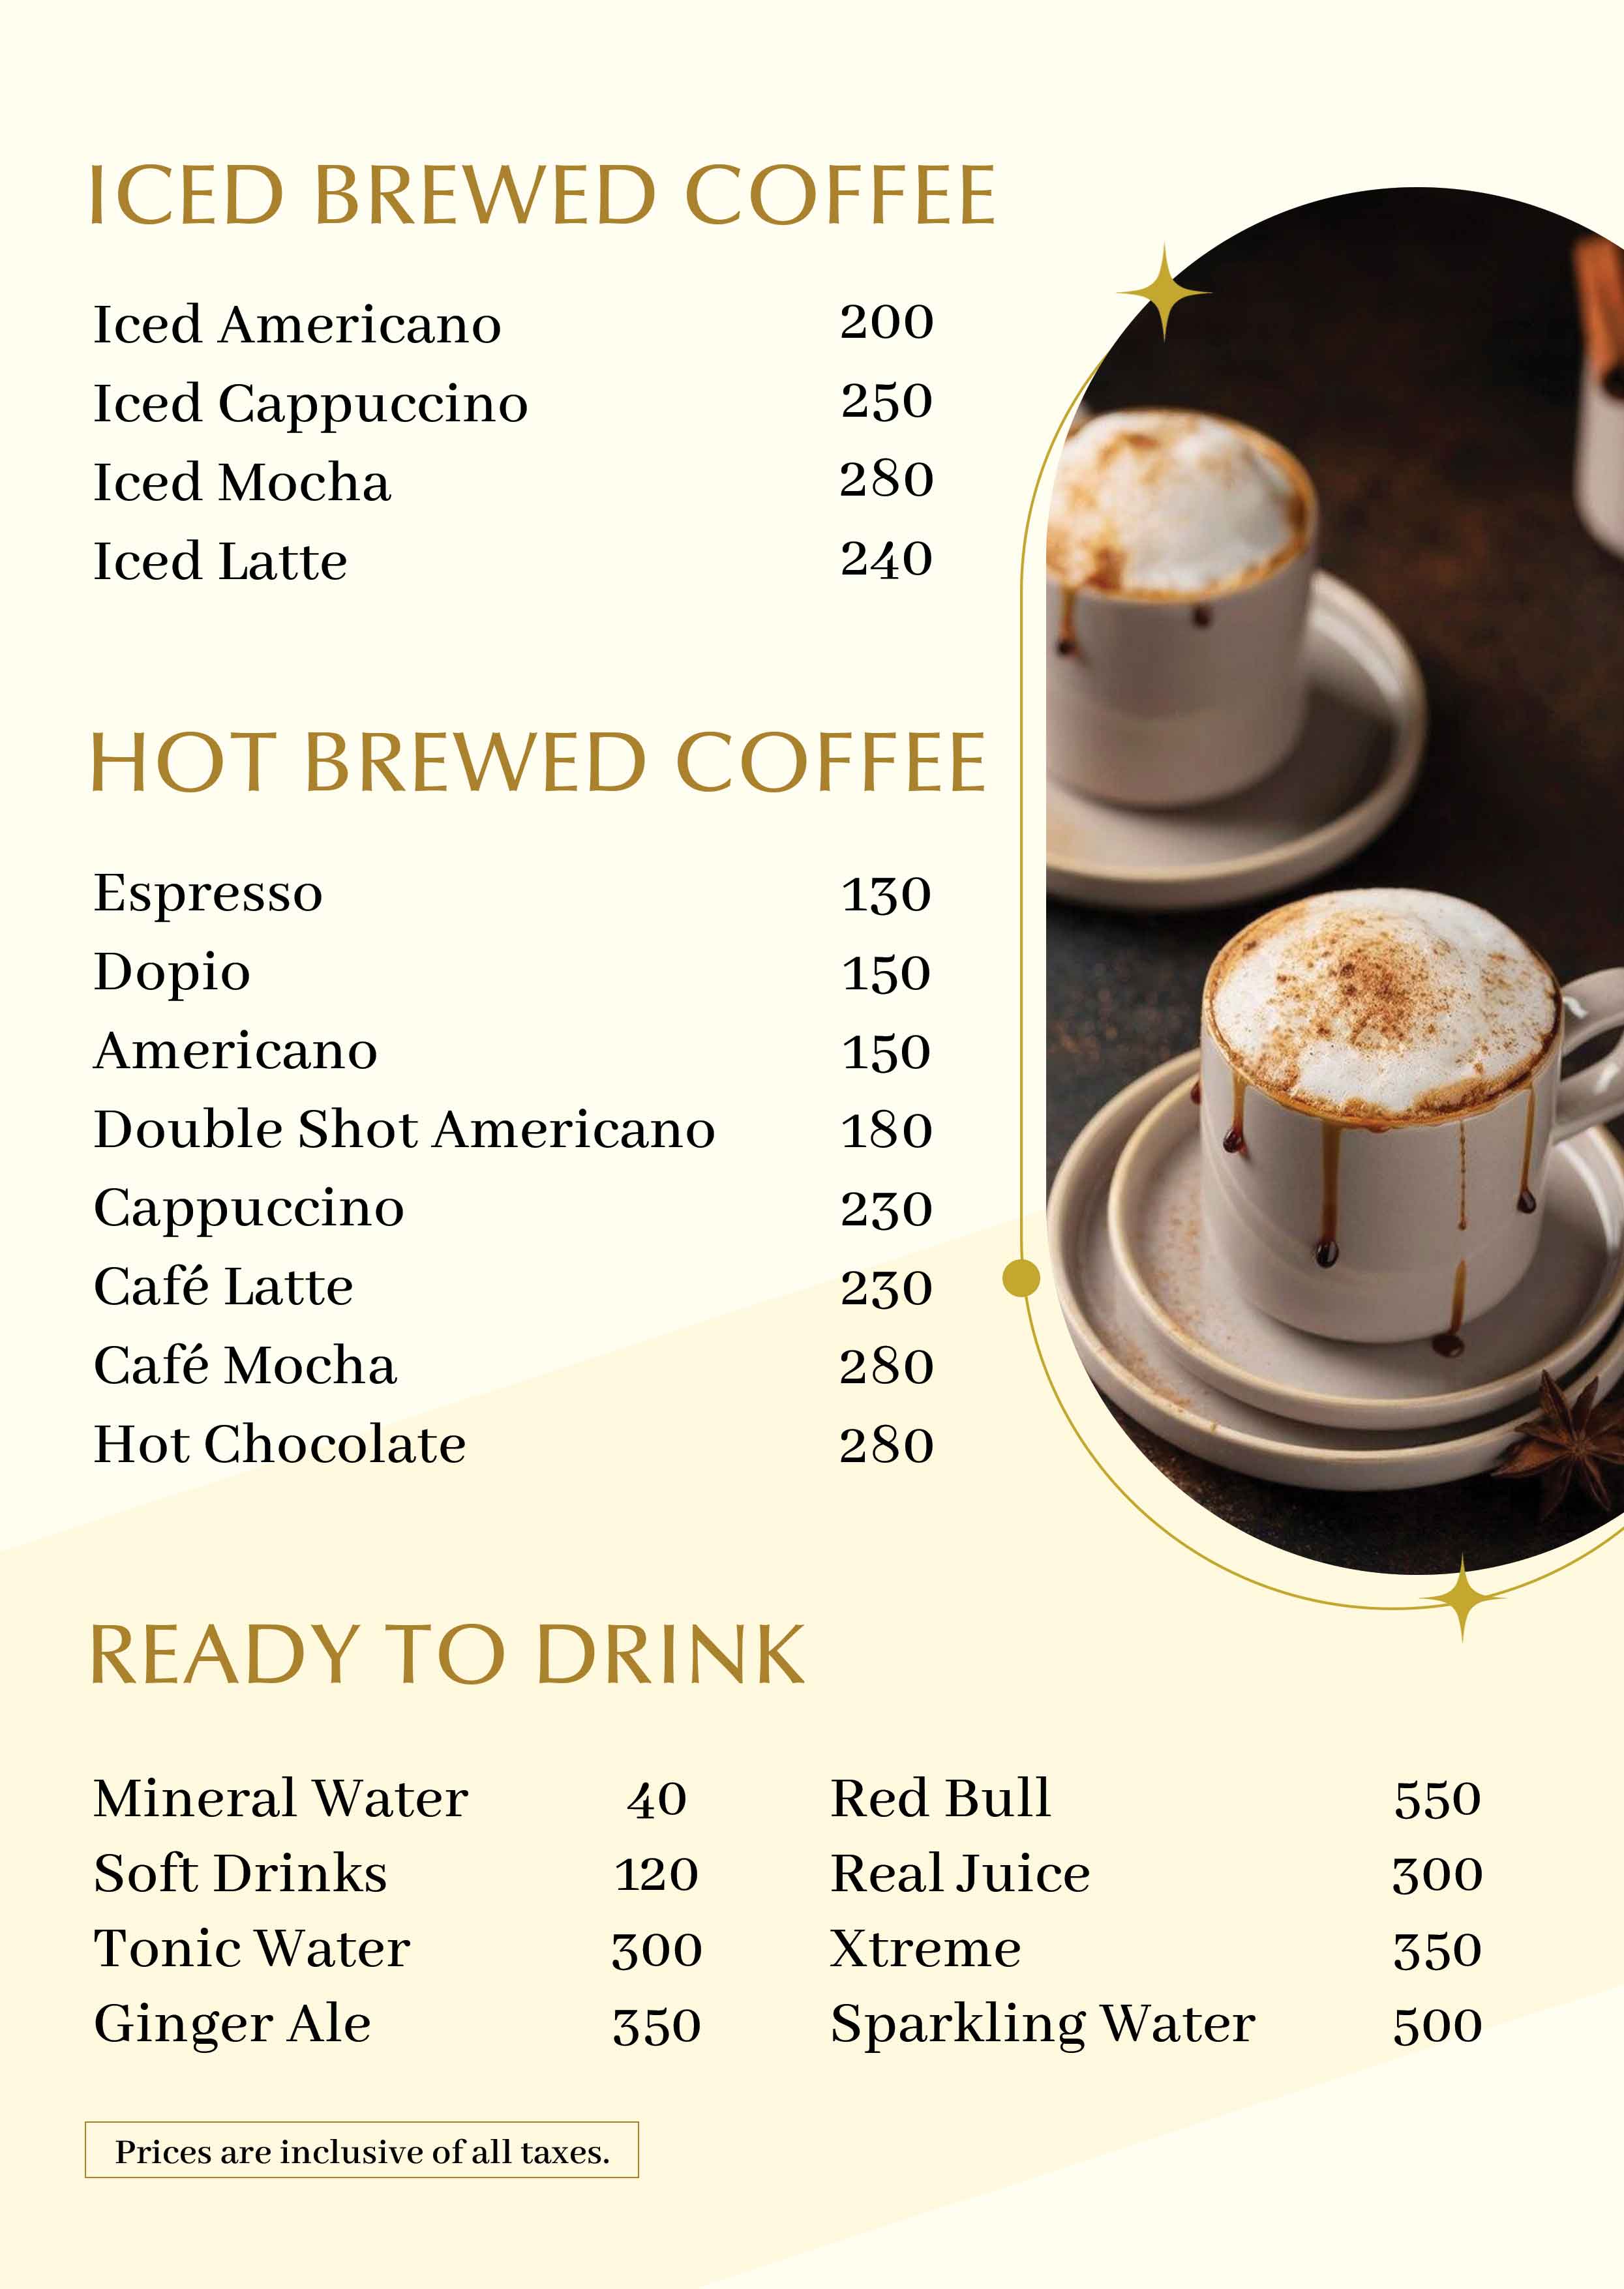 ICED BREWED COFFEE
Iced Americano 200
Iced Cappuccino 250
Iced Mocha 280
Iced Latte 240
HOT BREWED COFFEE
Espresso 130
Dopio 150
Americano 150
Double Shot Americano 180
Cappuccino 230
Café Latte 230
Café Mocha 280
Hot Chocolate 280
READY TO DRINK
Mineral Water 40 Red Bull 550
Soft Drinks 120 Real Juice 300
Tonic Water 300 Xtreme 350
Ginger Ale 350 Sparkling Water 500
Prices are inclusive of all taxes.